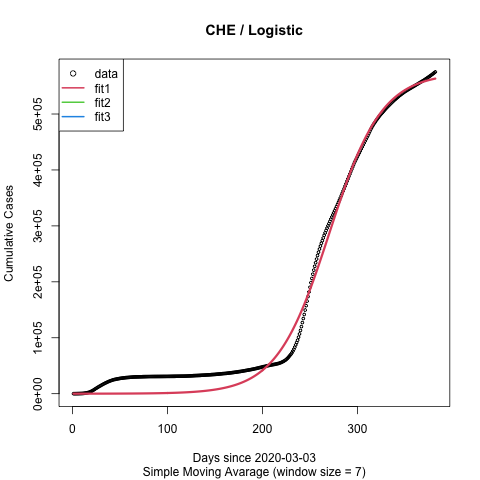 CHE / Logistic
data
fit1
fit2
fit3
Cumulative Cases
0e+00
1e+05
2e+05
3e+05
4e+05
5e+05
0
100
200
300
Days since 2020-03-03
Simple Moving Avarage (window size = 7)